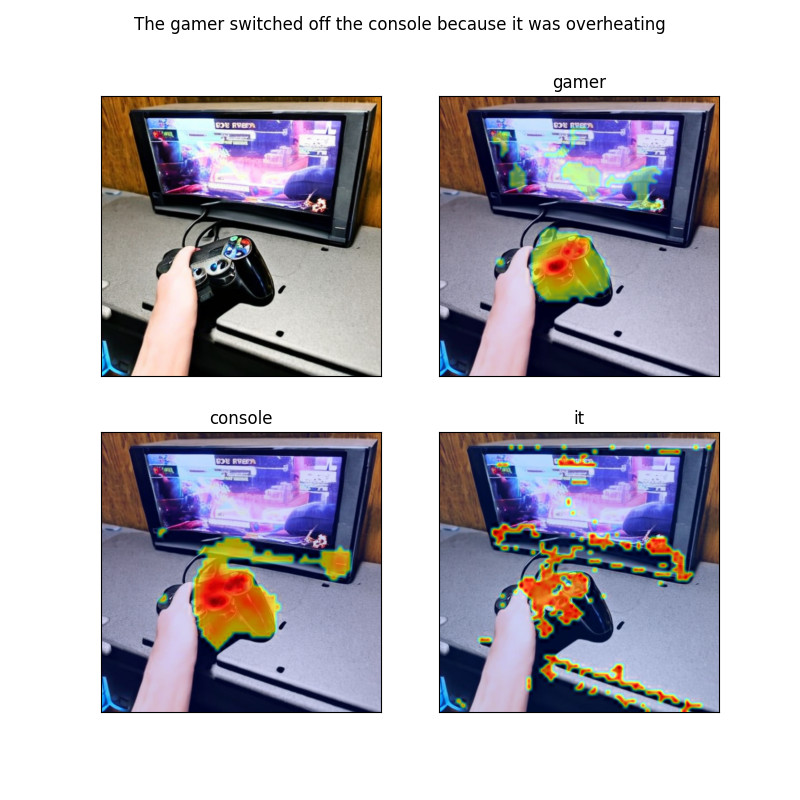 The gamer switched off the console because it was overheating
gamer
console
it